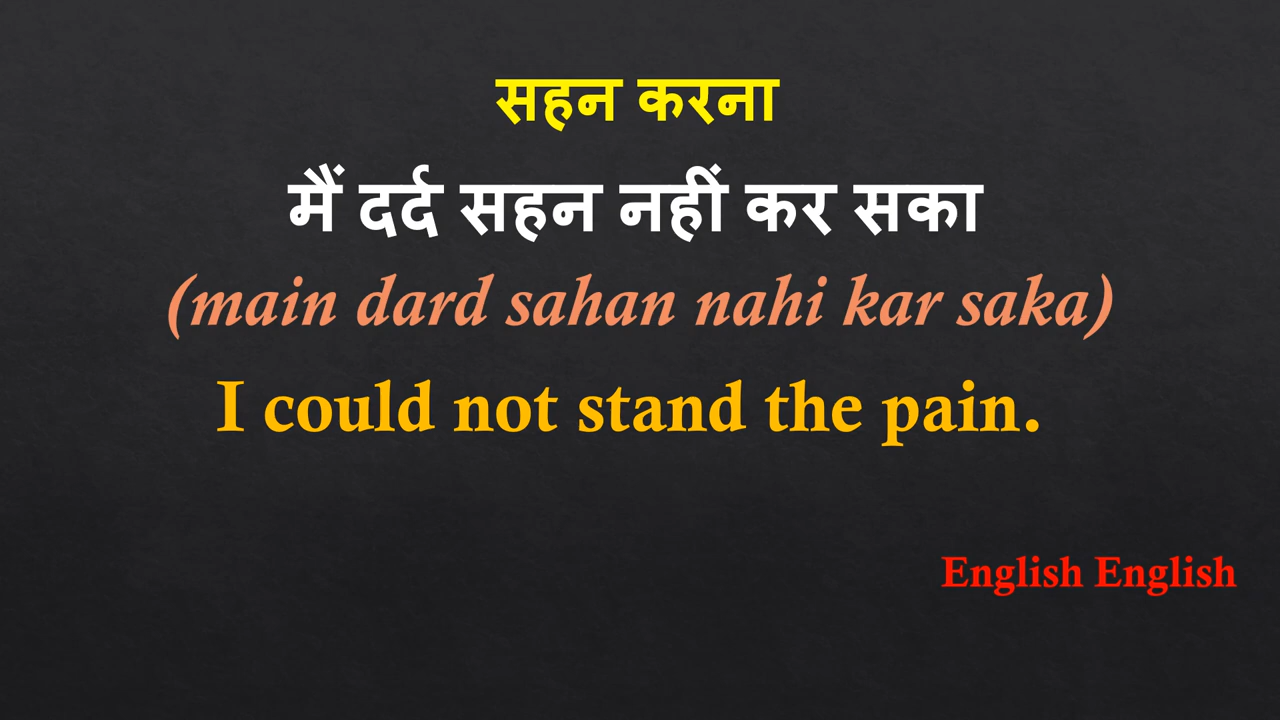 सहन करना
मैं दर्द सहन नहीं कर सका
(main dard sahan nahi kar saka)
I could not stand the pain.
English English